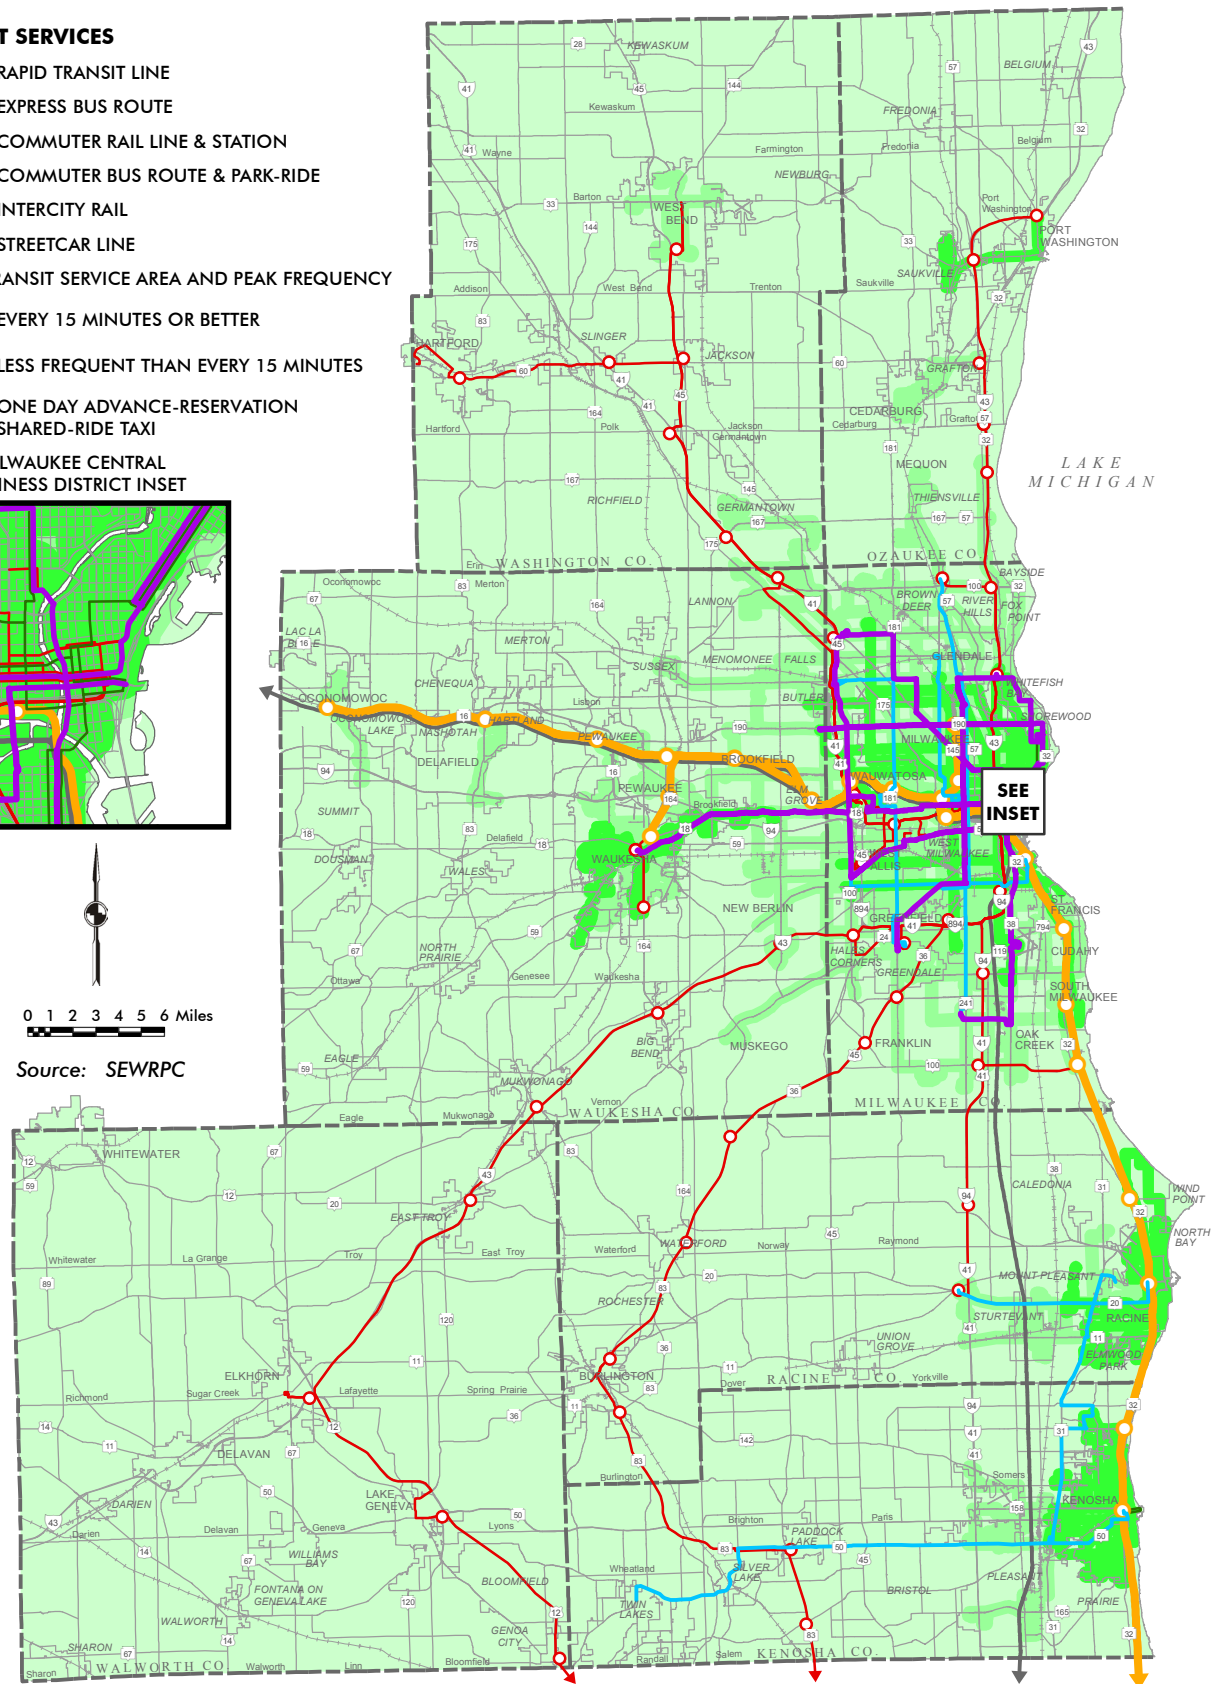 T SERVICES
RAPID TRANSIT LINE
EXPRESS BUS ROUTE
COMMUTER RAIL LINE & STATION
COMMUTER BUS ROUTE & PARK-RIDE
INTERCITY RAIL
STREETCAR LINE
RANSIT SERVICE AREA AND PEAK FREQUENCY
EVERY 15 MINUTES OR BETTER
LESS FREQUENT THAN EVERY 15 MINUTES
ONE DAY ADVANCE-RESERVATION
SHARED-RIDE TAXI
LWAUKEE CENTRAL
INESS DISTRICT INSET
0 1 2 3 4 5 6 Miles
Source: SEWRPC
SEE
INSET
LAKE
MICHIGAN
KEWASKUM
Kewaskum
Wayne
Farmington
NEWBURG
Barton
WEST
BEND
BELGIUM
FREDONIA
Fredonia
Belgium
Port
Washington
PORT
WASHINGTON
SAUKVILLE
Saukville
Addison
West Bend
Trenton
SLINGER
HARTFORD
JACKSON
Hartford
Polk
Jackson
Germantown
GRAFTON
Grafton
CEDARBURG
Cedarburg
MEQUON
THIENSVILLE
RICHFIELD
GERMANTOWN
Erin
WASHINGTON CO.
OZAUKEE CO.
Oconomowoc
Merton
LAC LA
MERTON
LANNON
SUSSEX
MENOMONEE FALLS
BUTLER
BAYSIDE
BROWN
DEER
RIVER
HILLS
FOX
POINT
GLENDALE
WHITEFISH
BAY
SHOREWOOD
MILWAUKEE
WAUWATOSA
OCONOMOWOC
OCONOMOWOC
LAKE
CHENEQUA
NASHOTAH
HARTLAND
Lisbon
PEWAUKEE
DELAFIELD
PEWAUKEE
BROOKFIELD
ELM
GROVE
Brookfield
SUMMIT
Delafield
DOUSMAN
WALES
WAUKESHA
NEW BERLIN
WEST
MILWAUKEE
WEST
ALLIS
GREENFIELD
HALES
CORNERS
GREENDALE
ST.
FRANCIS
CUDAHY
SOUTH
MILWAUKEE
OAK
CREEK
FRANKLIN
NORTH
PRAIRIE
Ottawa
Genesee
Waukesha
BIG
BEND
MUSKEGO
EAGLE
MUKWONAGO
Eagle
Mukwonago
Vernon
WAUKESHA CO.
MILWAUKEE CO.
WHITEWATER
EAST TROY
East Troy
Whitewater
La Grange
Troy
Waterford
WATERFORD
Norway
Raymond
CALEDONIA
WIND
POINT
NORTH
BAY
MOUNT PLEASANT
STURTEVANT
RACINE
ELMWOOD
PARK
ROCHESTER
UNION
GROVE
BURLINGTON
Dover
RACINE CO.
Yorkville
ELKHORN
Richmond
Sugar Creek
Lafayette
Spring Prairie
DELAVAN
DARIEN
Darien
Delavan
LAKE
GENEVA
Geneva
Lyons
WILLIAMS
BAY
FONTANA ON
GENEVA LAKE
WALWORTH
SHARON
Sharon
WALWORTH CO.
Walworth
Linn
Bloomfield
BLOOMFIELD
GENOA
CITY
Burlington
Brighton
Paris
Somers
KENOSHA
PADDOCK
LAKE
Wheatland
SILVER
LAKE
TWIN
LAKES
BRISTOL
PLEASANT
PRAIRIE
Randall
Salem
KENOSHA CO.